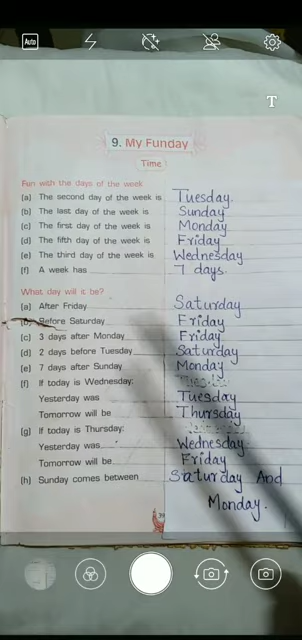 Auto
T
9. My Funday
Time
Fun with the days of the week
(a) The second day of the week is Tuesday.
(b) The last day of the week is Sunday
(c) The first day of the week is Monday
(d) The fifth day of the week is Friday
(e) The third day of the week is Wednesday
(f) A week has 7 days.
What day will it be?
(a) After Friday Saturday
(b) Before Saturday Friday
(c) 3 days after Monday Friday
(d) 2 days before Tuesday Saturday
(e) 7 days after Sunday Monday
(f) If today is Wednesday;
Yesterday was Tuesday
Tomorrow will be Thursday
(g) If today is Thursday;
Yesterday was Wednesday
Tomorrow will be Friday
(h) Sunday comes between Saturday And
Monday.